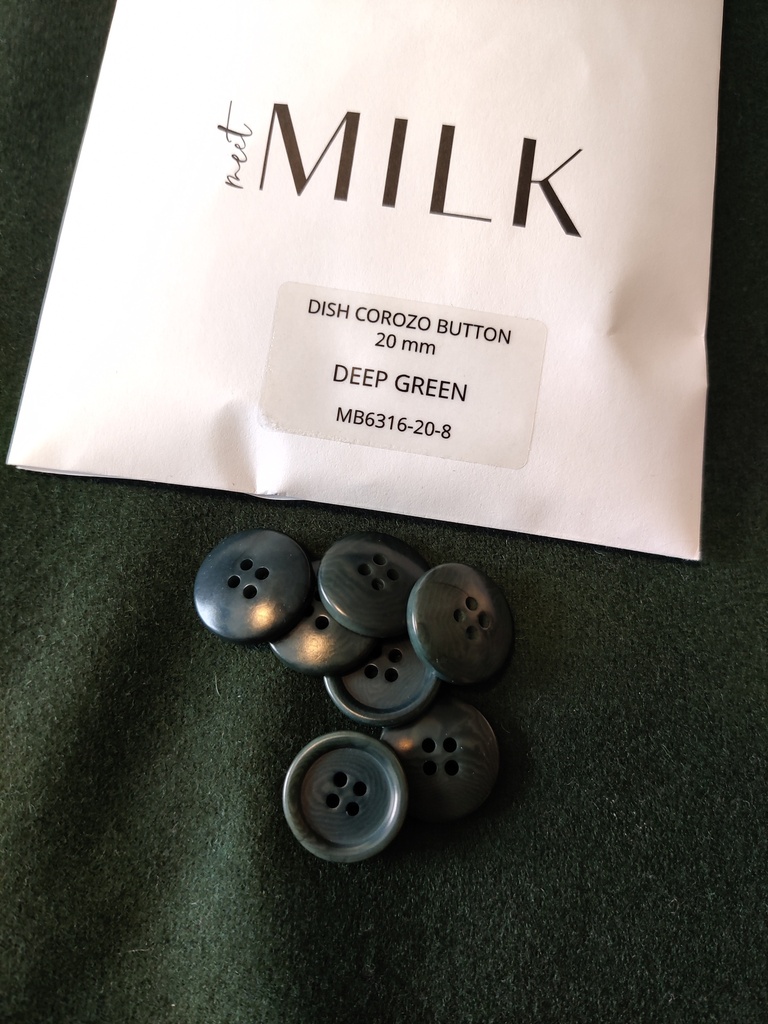 meet MILK
DISH COROZO BUTTON
20 mm
DEEP GREEN
MB6316-20-8